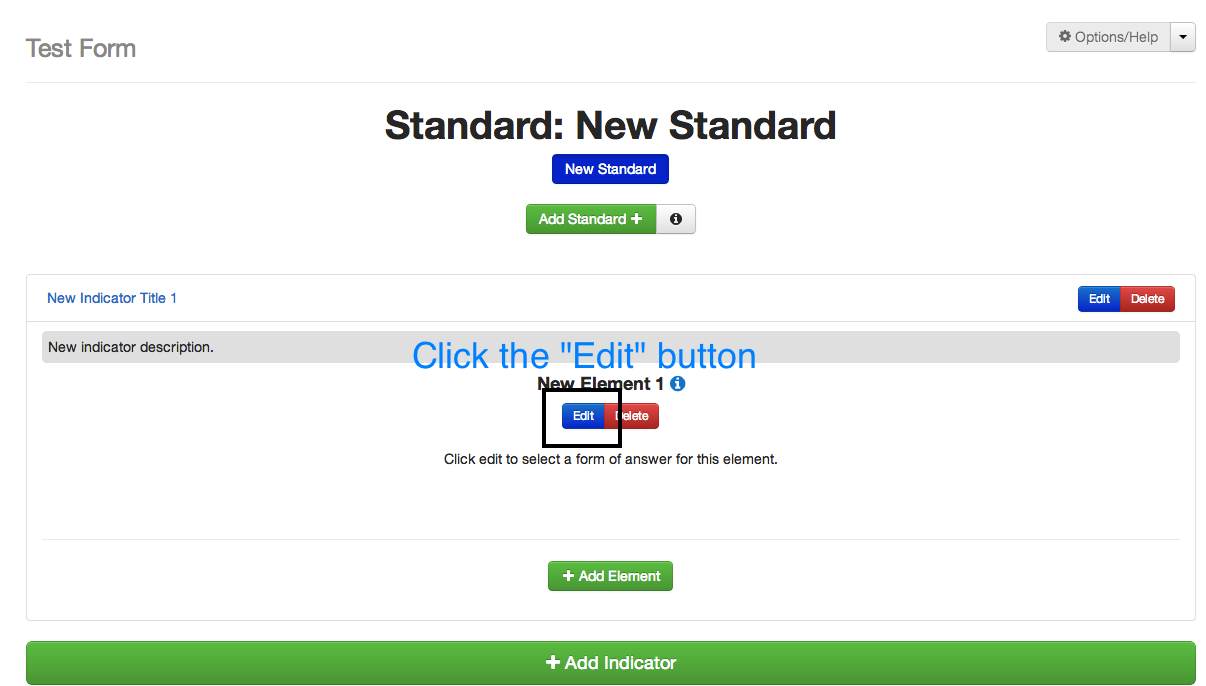 Test Form
Options/Help
Standard: New Standard
New Standard
Add Standard
New Indicator Title 1
Edit Delete
New indicator description.
Click the "Edit" button
New Element 1
Edit Delete
Click edit to select a form of answer for this element.
Add Element
Add Indicator